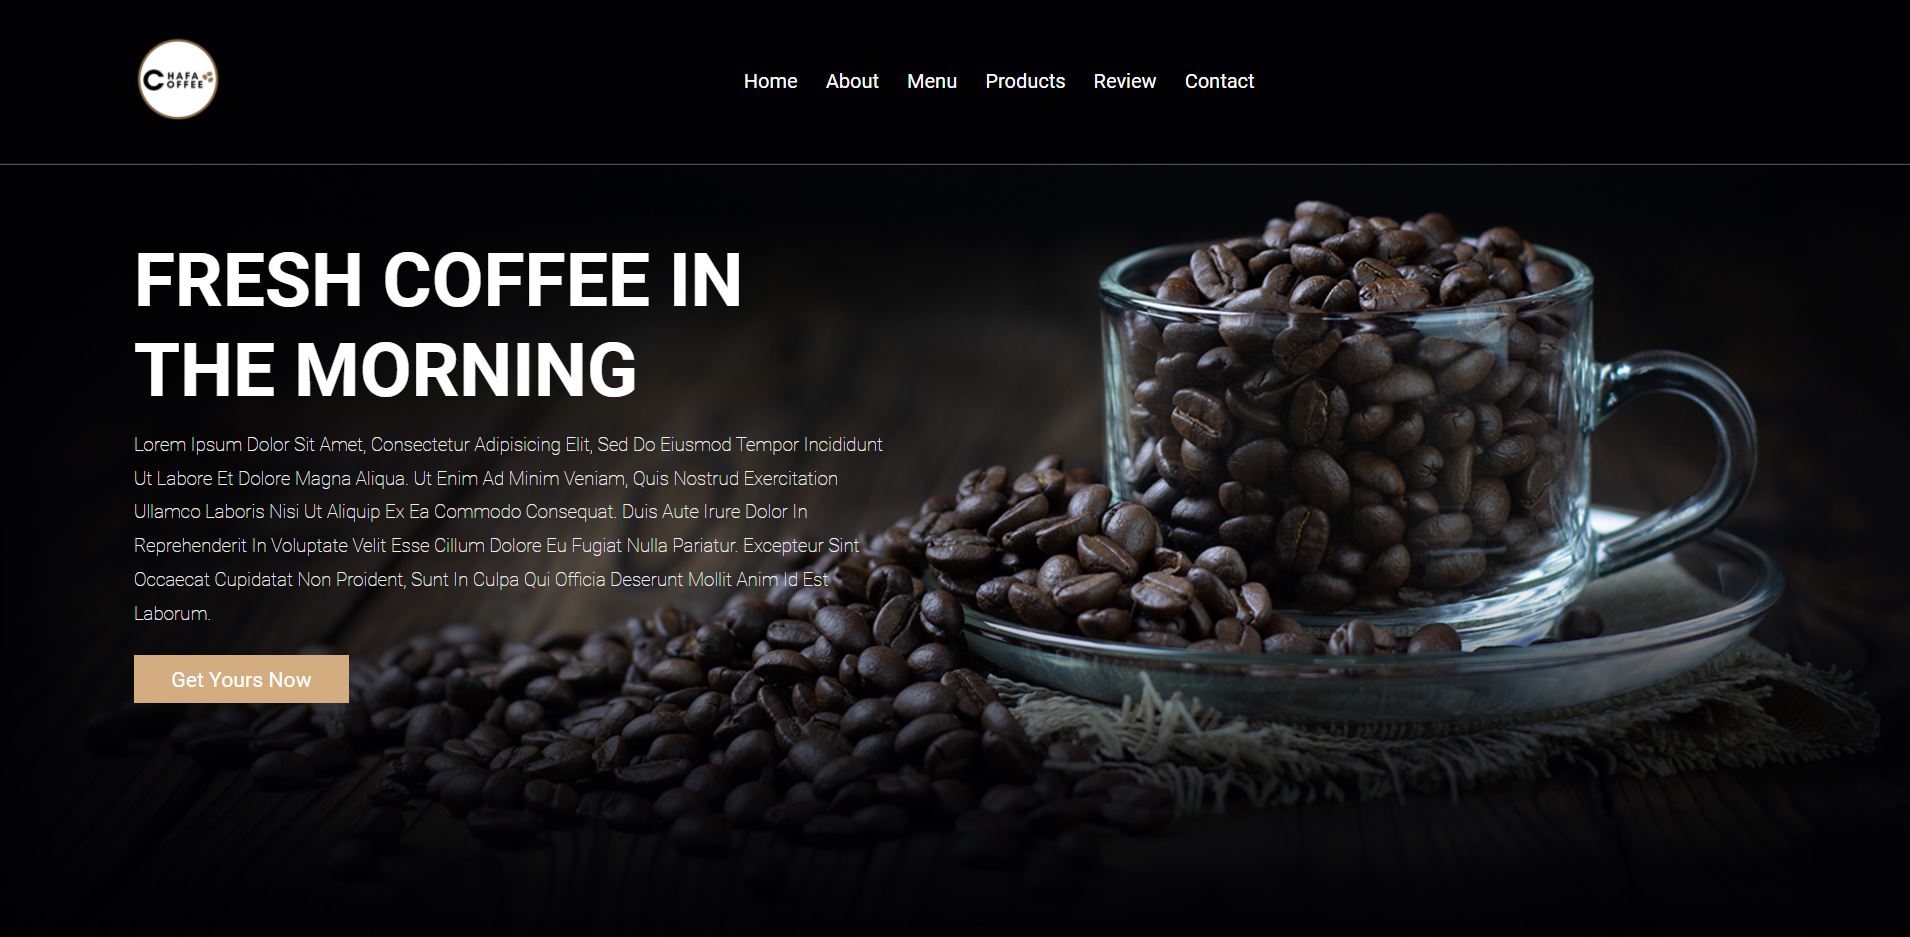 CHAFA
COFFEE
Home About Menu Products Review Contact
FRESH COFFEE IN
THE MORNING
Lorem Ipsum Dolor Sit Amet, Consectetur Adipisicing Elit, Sed Do Eiusmod Tempor Incididunt
Ut Labore Et Dolore Magna Aliqua. Ut Enim Ad Minim Veniam, Quis Nostrud Exercitation
Ullamco Laboris Nisi Ut Aliquip Ex Ea Commodo Consequat. Duis Aute Irure Dolor In
Reprehenderit In Voluptate Velit Esse Cillum Dolore Eu Fugiat Nulla Pariatur. Excepteur Sint
Occaecat Cupidatat Non Proident, Sunt In Culpa Qui Officia Deserunt Mollit Anim Id Est
Laborum.
Get Yours Now